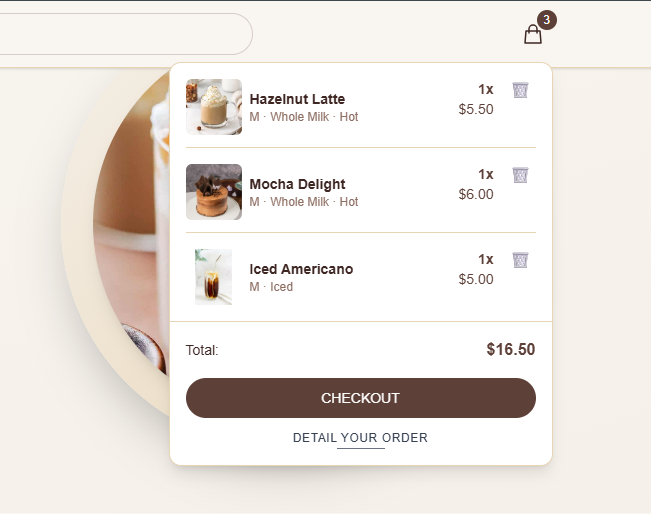 3
Hazelnut Latte
M · Whole Milk · Hot
1x
$5.50
Mocha Delight
M · Whole Milk · Hot
1x
$6.00
Iced Americano
M · Iced
1x
$5.00
Total:
$16.50
CHECKOUT
DETAIL YOUR ORDER